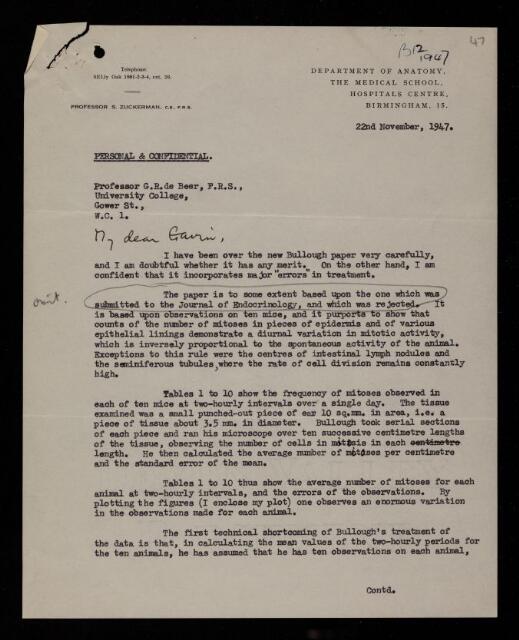 47
B12
1947
Telephone:
SELly Oak 1681-2-3-4, ext. 20.
PROFESSOR S. ZUCKERMAN, C.B., F.R.S.
DEPARTMENT OF ANATOMY,
THE MEDICAL SCHOOL,
HOSPITALS CENTRE,
BIRMINGHAM, 15.
22nd November, 1947.
PERSONAL & CONFIDENTIAL.
Professor G.R.de Beer, F.R.S.,
University College,
Gower St.,
W.C. 1.
My dear Gavin,
I have been over the new Bullough paper very carefully,
and I am doubtful whether it has any merit. On the other hand, I am
confident that it incorporates major "errors" in treatment.
omit.
The paper is to some extent based upon the one which was
submitted to the Journal of Endocrinology, and which was rejected. It
is based upon observations on ten mice, and it purports to show that
counts of the number of mitoses in pieces of epidermis and of various
epithelial linings demonstrate a diurnal variation in mitotic activity,
which is inversely proportional to the spontaneous activity of the animal.
Exceptions to this rule were the centres of intestinal lymph nodules and
the seminiferous tubules, where the rate of cell division remains constantly
high.
Tables 1 to 10 show the frequency of mitoses observed in
each of ten mice at two-hourly intervals over a single day. The tissue
examined was a small punched-out piece of ear 10 sq.mm. in area, i.e. a
piece of tissue about 3.5 mm. in diameter. Bullough took serial sections
of each piece and ran his microscope over ten successive centimetre lengths
of the tissue, observing the number of cells in mitosis in each centimetre
length. He then calculated the average number of mitoses per centimetre
and the standard error of the mean.
Tables 1 to 10 thus show the average number of mitoses for each
animal at two-hourly intervals, and the errors of the observations. By
plotting the figures (I enclose my plot) one observes an enormous variation
in the observations made for each animal.
The first technical shortcoming of Bullough's treatment of
the data is that, in calculating the mean values of the two-hourly periods for
the ten animals, he has assumed that he has ten observations on each animal,
Contd.